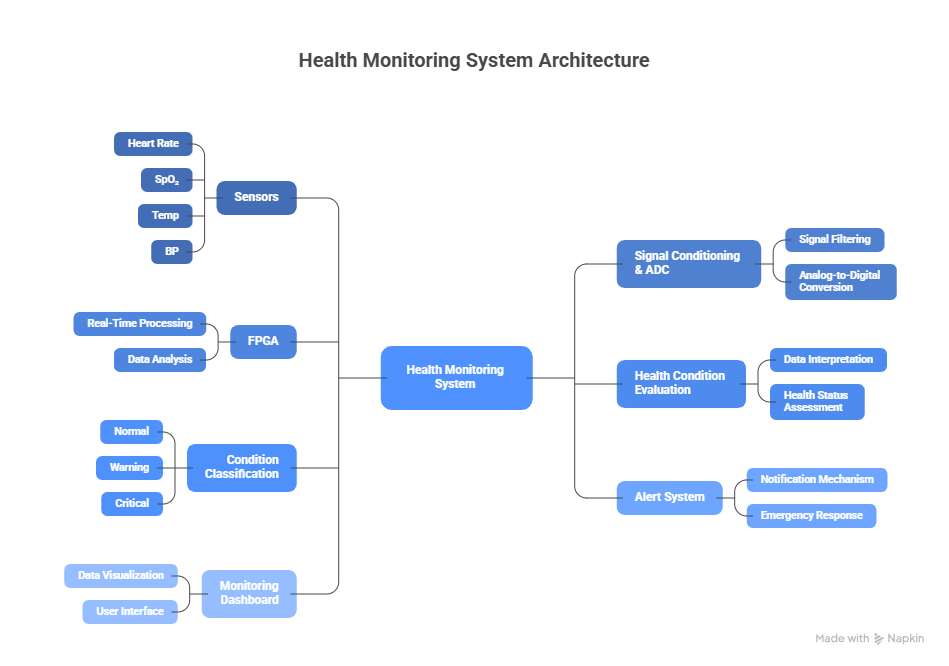 Health Monitoring System Architecture
Heart Rate
SpO₂
Temp
BP
Sensors
Real-Time Processing
Data Analysis
FPGA
Normal
Warning
Critical
Condition
Classification
Data Visualization
User Interface
Monitoring
Dashboard
Health Monitoring
System
Signal Conditioning
& ADC
Signal Filtering
Analog-to-Digital
Conversion
Health Condition
Evaluation
Data Interpretation
Health Status
Assessment
Alert System
Notification Mechanism
Emergency Response
Made with Napkin